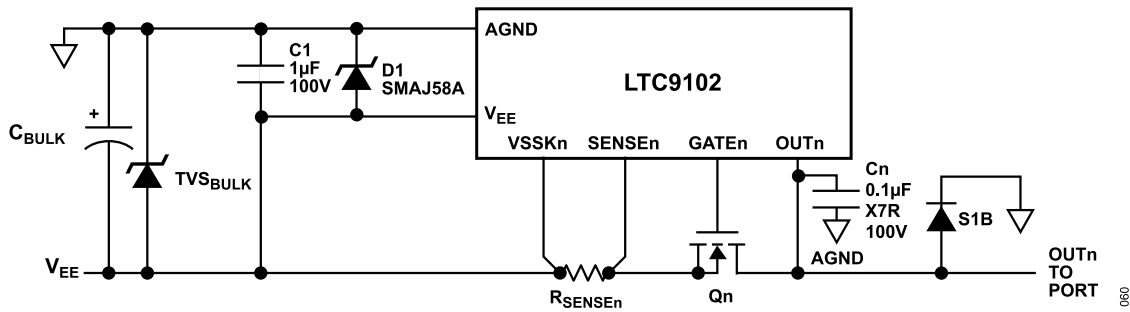 AGND
LTC9102
VEE
VSSKn
SENSEn
GATEn
OUTn
C1
1µF
100V
D1
SMAJ58A
+
CBULK
TVSBULK
Cn
0.1µF
X7R
100V
AGND
S1B
VEE
RSENSEn
Qn
OUTn
TO
PORT
060